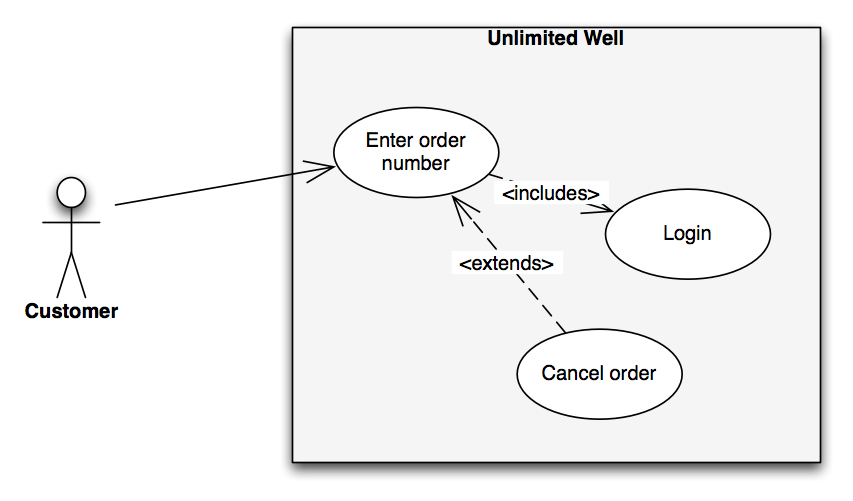 Unlimited Well
Enter order
number
<includes>
Login
<extends>
Cancel order
Customer